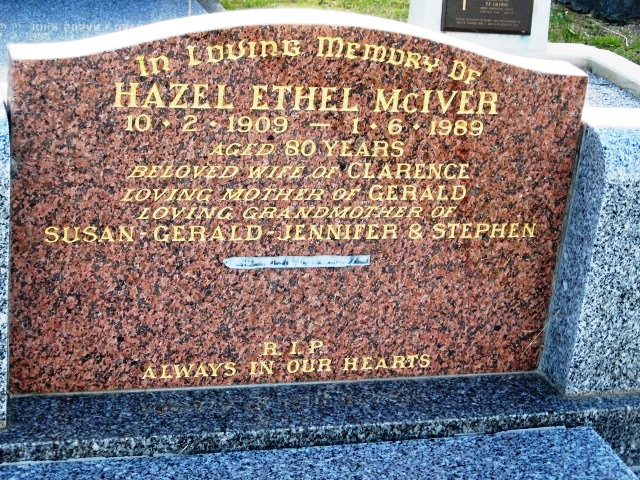 In Loving Memory Of
HAZEL ETHEL McIVER
10 · 2 · 1909 — 1 · 6 · 1989
AGED 80 YEARS
BELOVED WIFE OF CLARENCE
LOVING MOTHER OF GERALD
LOVING GRANDMOTHER OF
SUSAN - GERALD - JENNIFER & STEPHEN
R.I.P.
ALWAYS IN OUR HEARTS